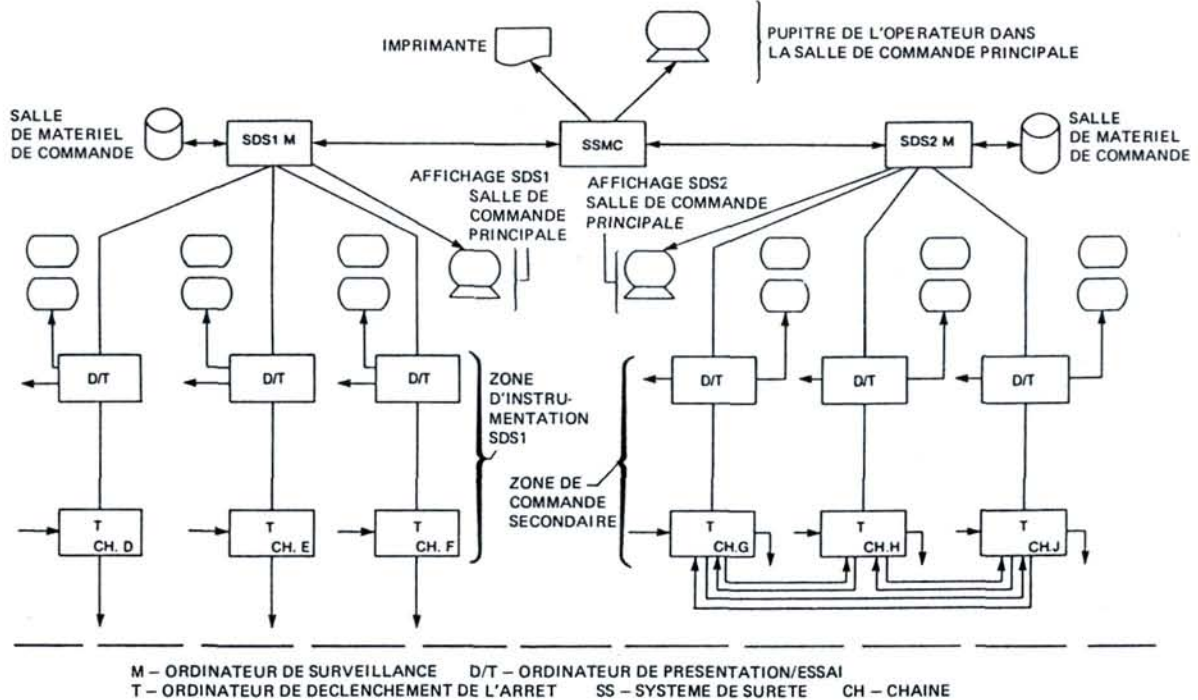 IMPRIMANTE
PUPITRE DE L'OPERATEUR DANS
LA SALLE DE COMMANDE PRINCIPALE
SALLE
DE MATERIEL
DE COMMANDE
SDS1 M
SSMC
SDS2 M
SALLE
DE MATERIEL
DE COMMANDE
AFFICHAGE SDS1
SALLE DE
COMMANDE
PRINCIPALE
AFFICHAGE SDS2
SALLE DE COMMANDE
PRINCIPALE
D/T
D/T
D/T
ZONE
D'INSTRU-
MENTATION
SDS1
D/T
D/T
D/T
ZONE DE
COMMANDE
SECONDAIRE
T
CH. D
T
CH. E
T
CH. F
T
CH.G
T
CH.H
T
CH.J
M – ORDINATEUR DE SURVEILLANCE D/T – ORDINATEUR DE PRESENTATION/ESSAI
T – ORDINATEUR DE DECLENCHEMENT DE L'ARRET SS – SYSTEME DE SURETE CH – CHAINE